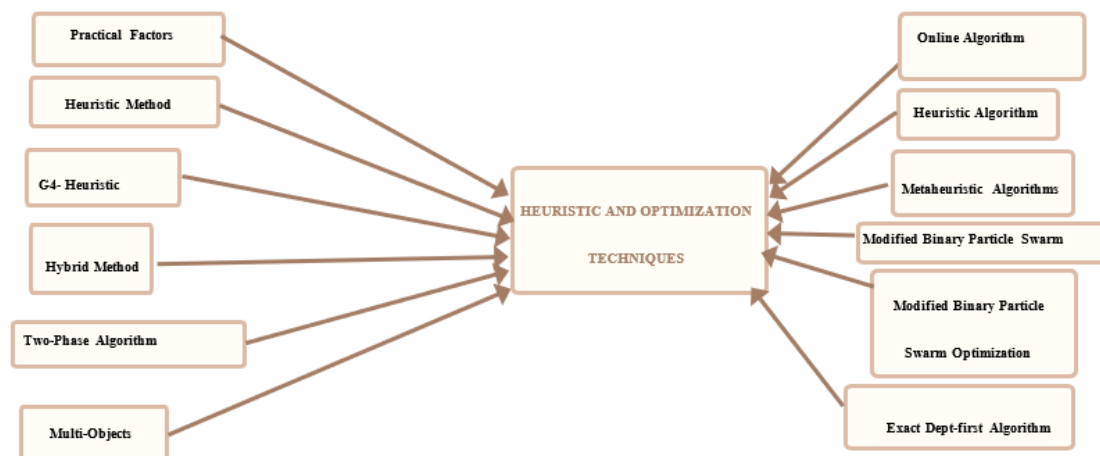 Practical Factors
Heuristic Method
G4- Heuristic
Hybrid Method
Two-Phase Algorithm
Multi-Objects
HEURISTIC AND OPTIMIZATION
TECHNIQUES
Online Algorithm
Heuristic Algorithm
Metaheuristic Algorithms
Modified Binary Particle Swarm
Modified Binary Particle
Swarm Optimization
Exact Dept-first Algorithm